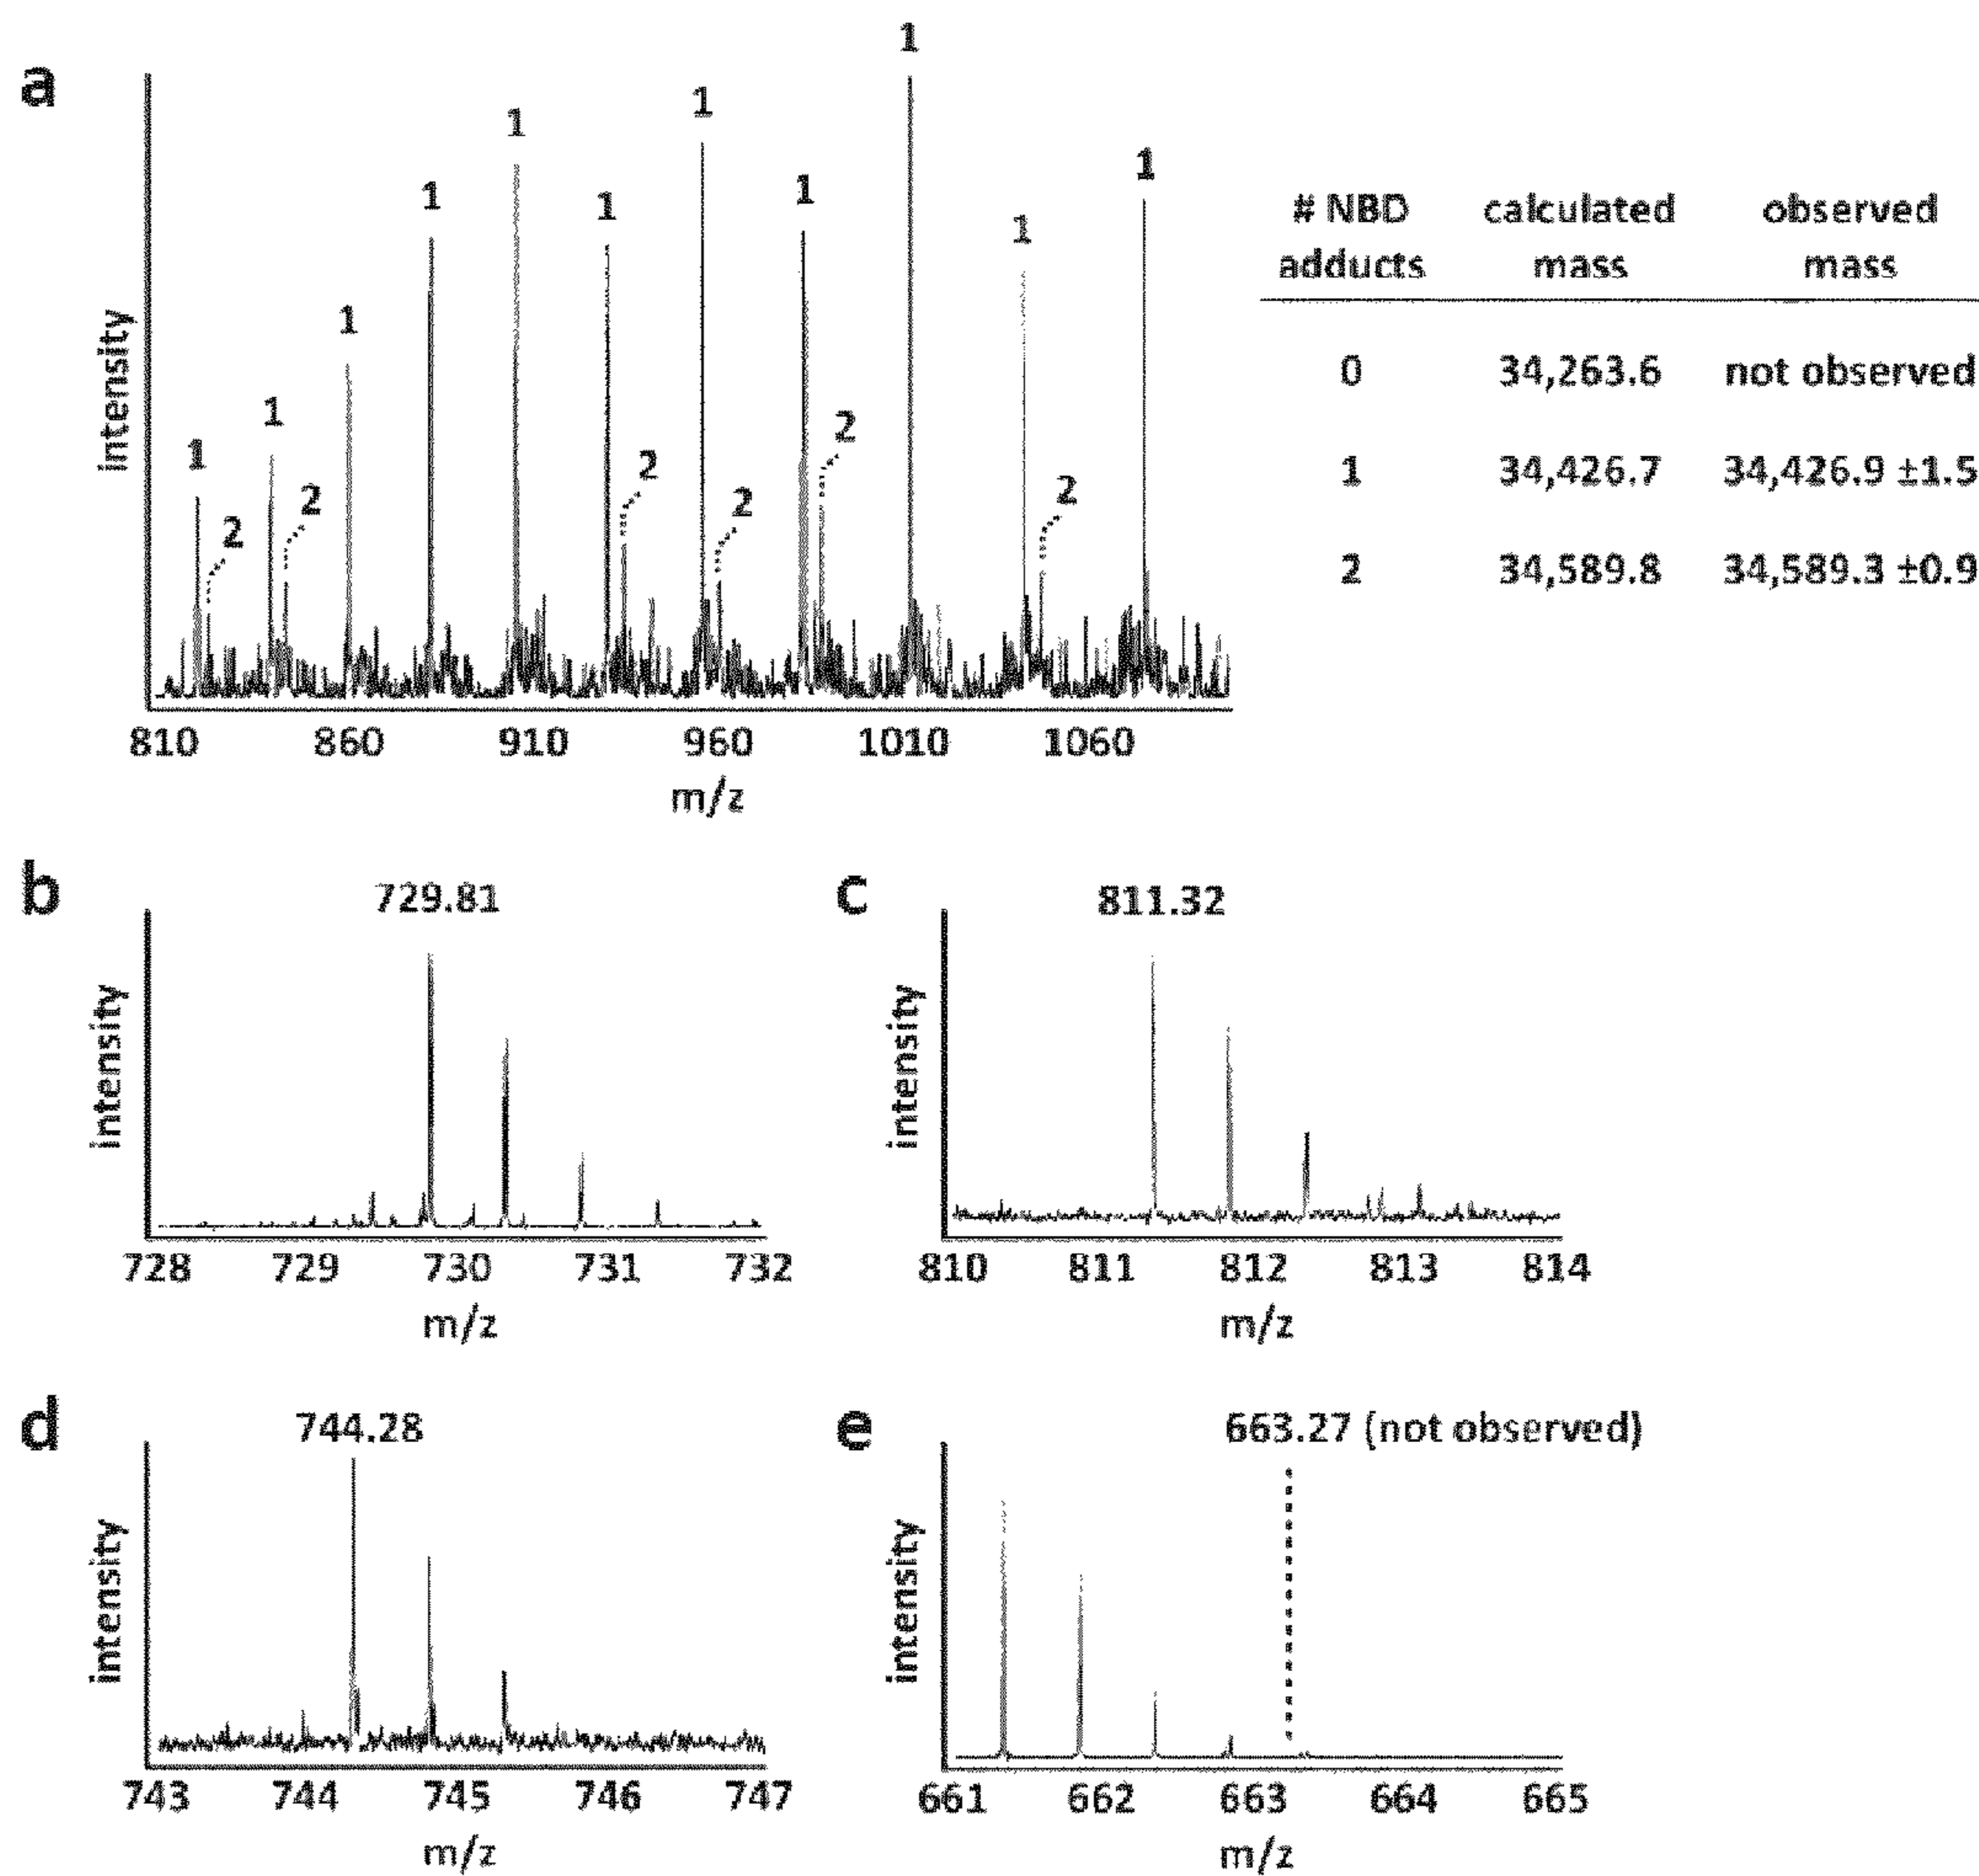 a
1
1
1
1
1
1
1
1
1
1
1
2
2
2
2
2
2
intensity
810 860 910 960 1010 1060
m/z
# NBD calculated observed
adducts mass mass
0 34,263.6 not observed
1 34,426.7 34,426.9 ±1.5
2 34,589.8 34,589.3 ±0.9
b
729.81
intensity
728 729 730 731 732
m/z
c
811.32
intensity
810 811 812 813 814
m/z
d
744.28
intensity
743 744 745 746 747
m/z
e
663.27 (not observed)
intensity
661 662 663 664 665
m/z